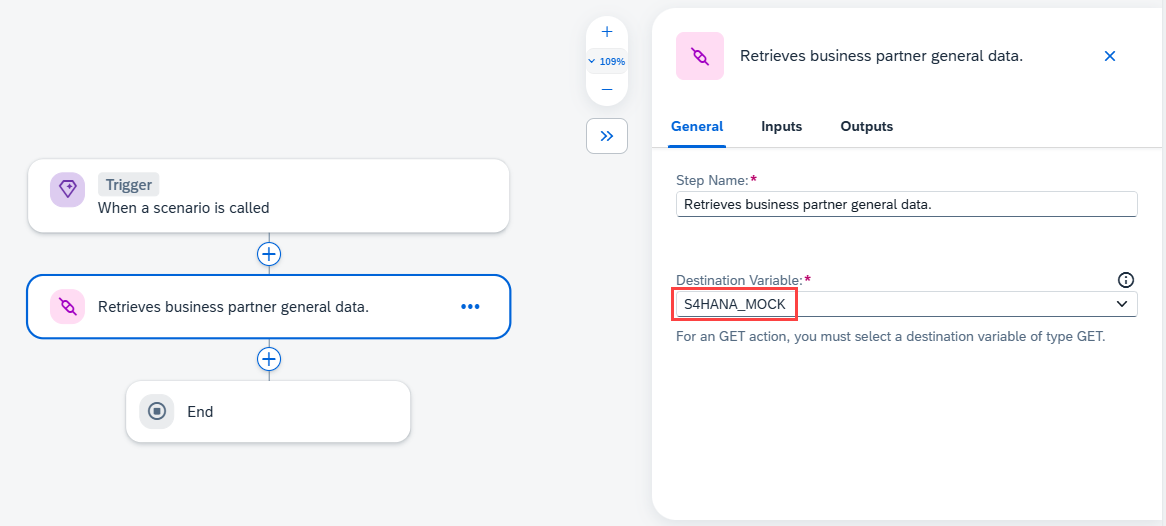 Trigger
When a scenario is called
Retrieves business partner general data.
End
109%
Retrieves business partner general data.
General Inputs Outputs
Step Name:*
Retrieves business partner general data.
Destination Variable:*
S4HANA_MOCK
For an GET action, you must select a destination variable of type GET.